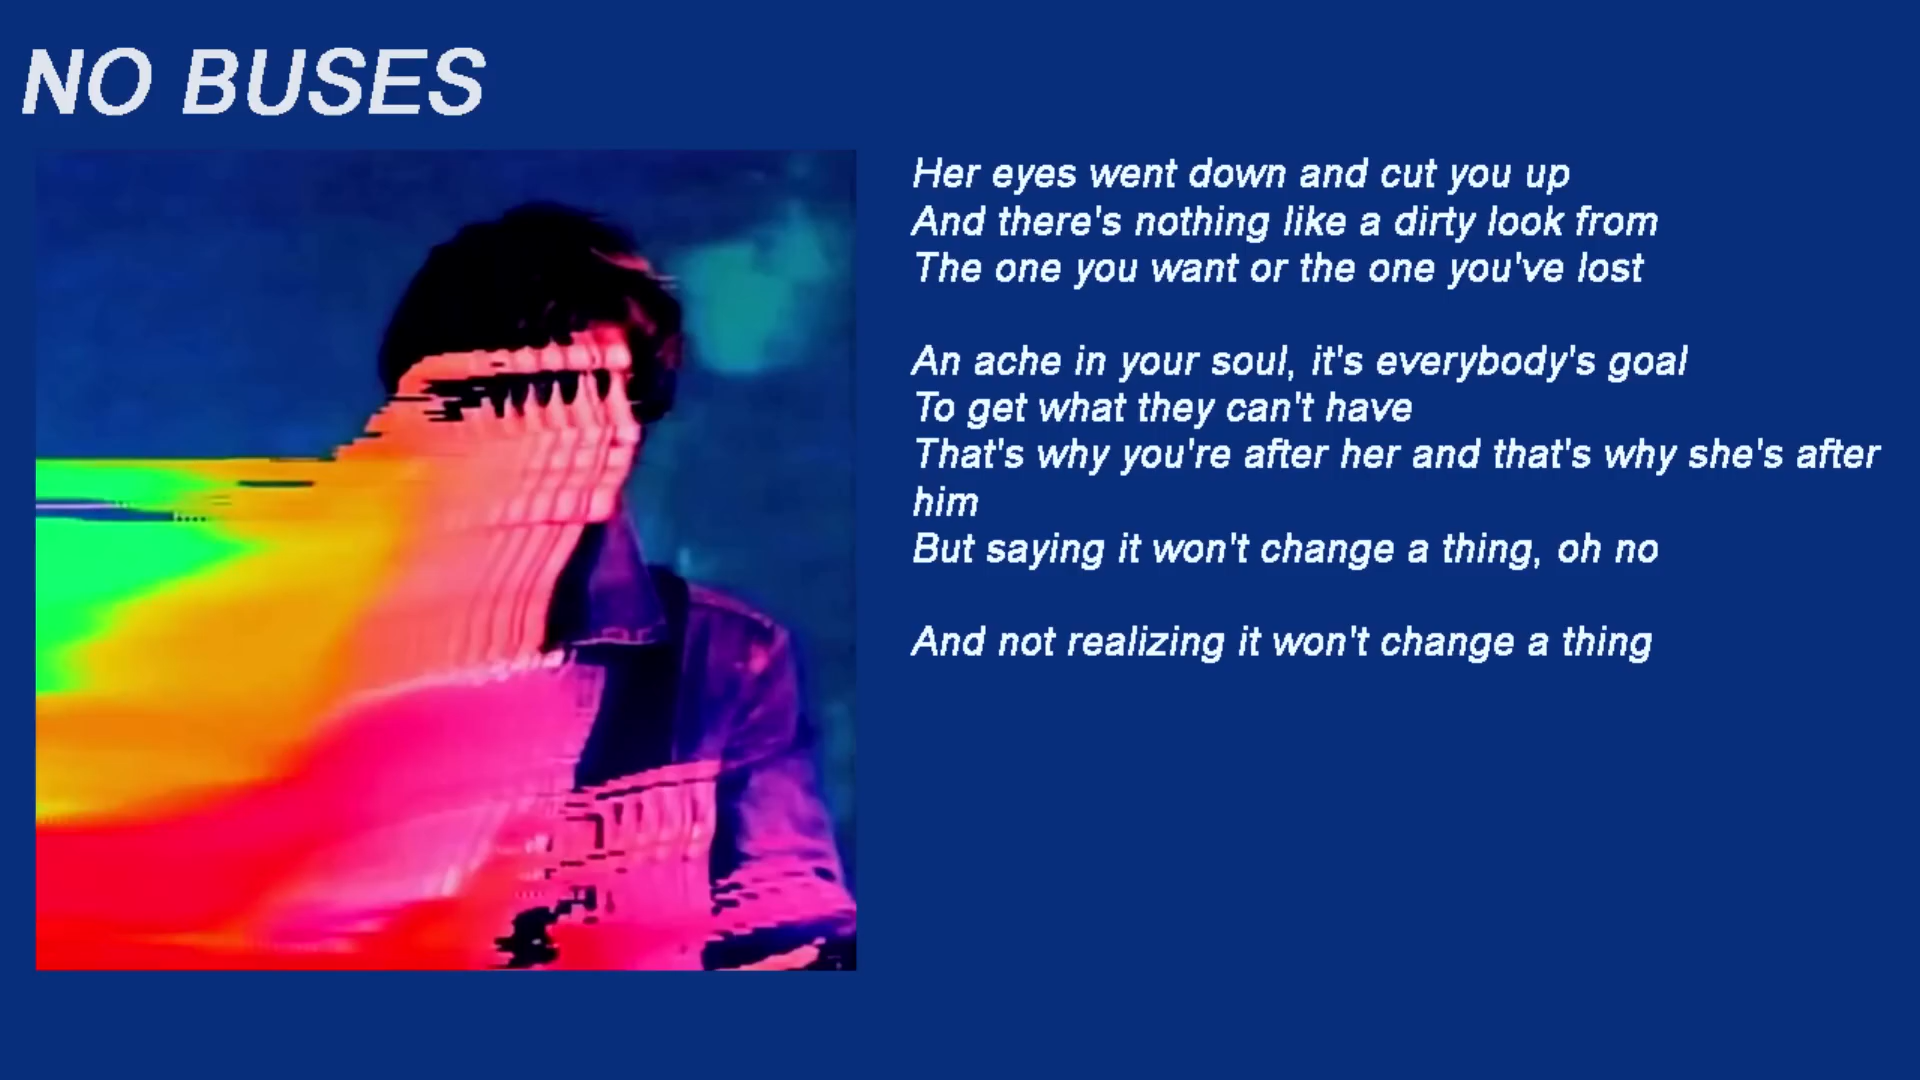 NO BUSES
Her eyes went down and cut you up
And there's nothing like a dirty look from
The one you want or the one you've lost
An ache in your soul, it's everybody's goal
To get what they can't have
That's why you're after her and that's why she's after
him
But saying it won't change a thing, oh no
And not realizing it won't change a thing